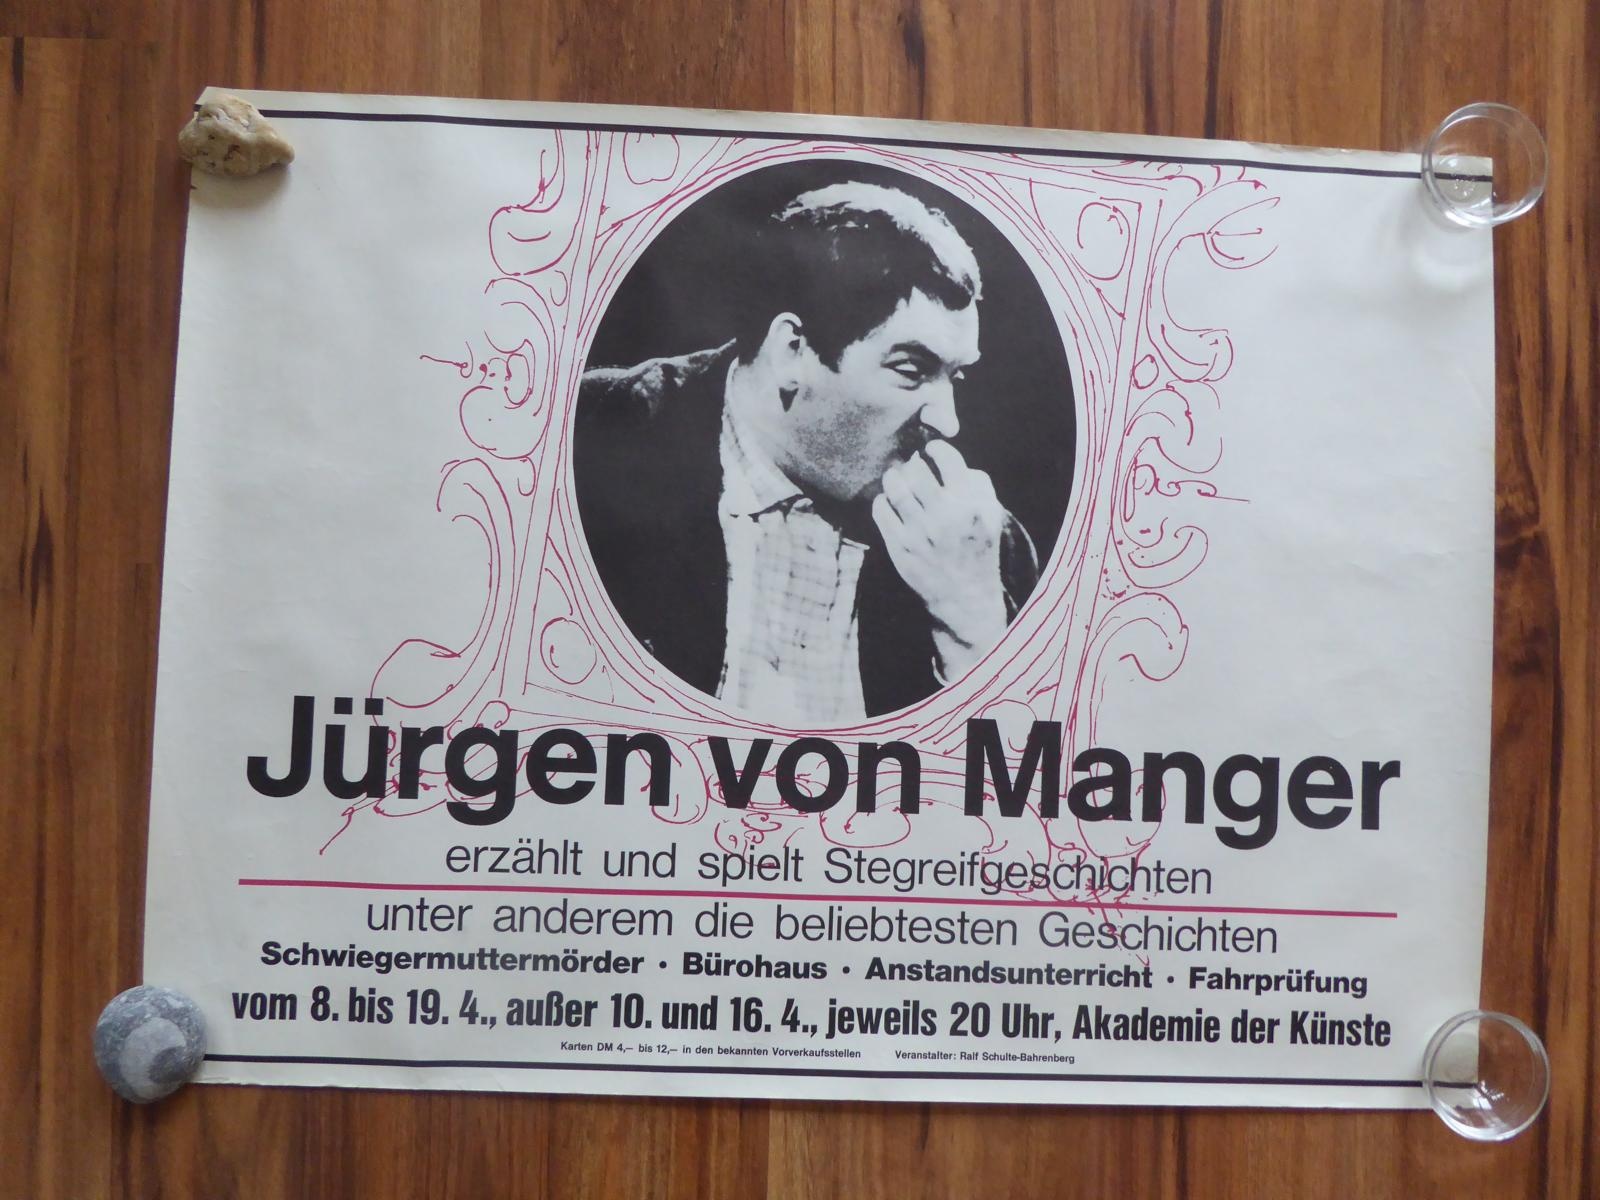 Jürgen von Manger
erzählt und spielt Stegreifgeschichten
unter anderem die beliebtesten Geschichten
Schwiegermuttermörder · Bürohaus · Anstandsunterricht · Fahrprüfung
vom 8. bis 19. 4., außer 10. und 16. 4., jeweils 20 Uhr, Akademie der Künste
Karten DM 4,– bis 12,– in den bekannten Vorverkaufsstellen Veranstalter: Ralf Schulte-Bahrenberg